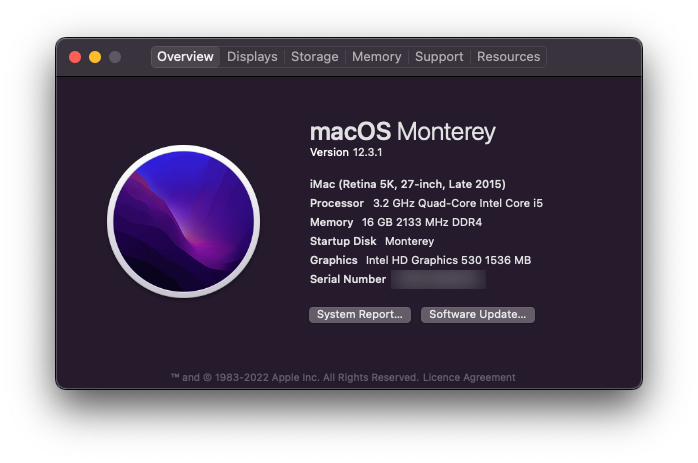 Overview Displays Storage Memory Support Resources
macOS Monterey
Version 12.3.1
iMac (Retina 5K, 27-inch, Late 2015)
Processor 3.2 GHz Quad-Core Intel Core i5
Memory 16 GB 2133 MHz DDR4
Startup Disk Monterey
Graphics Intel HD Graphics 530 1536 MB
Serial Number
System Report...
Software Update...
™ and © 1983-2022 Apple Inc. All Rights Reserved. Licence Agreement